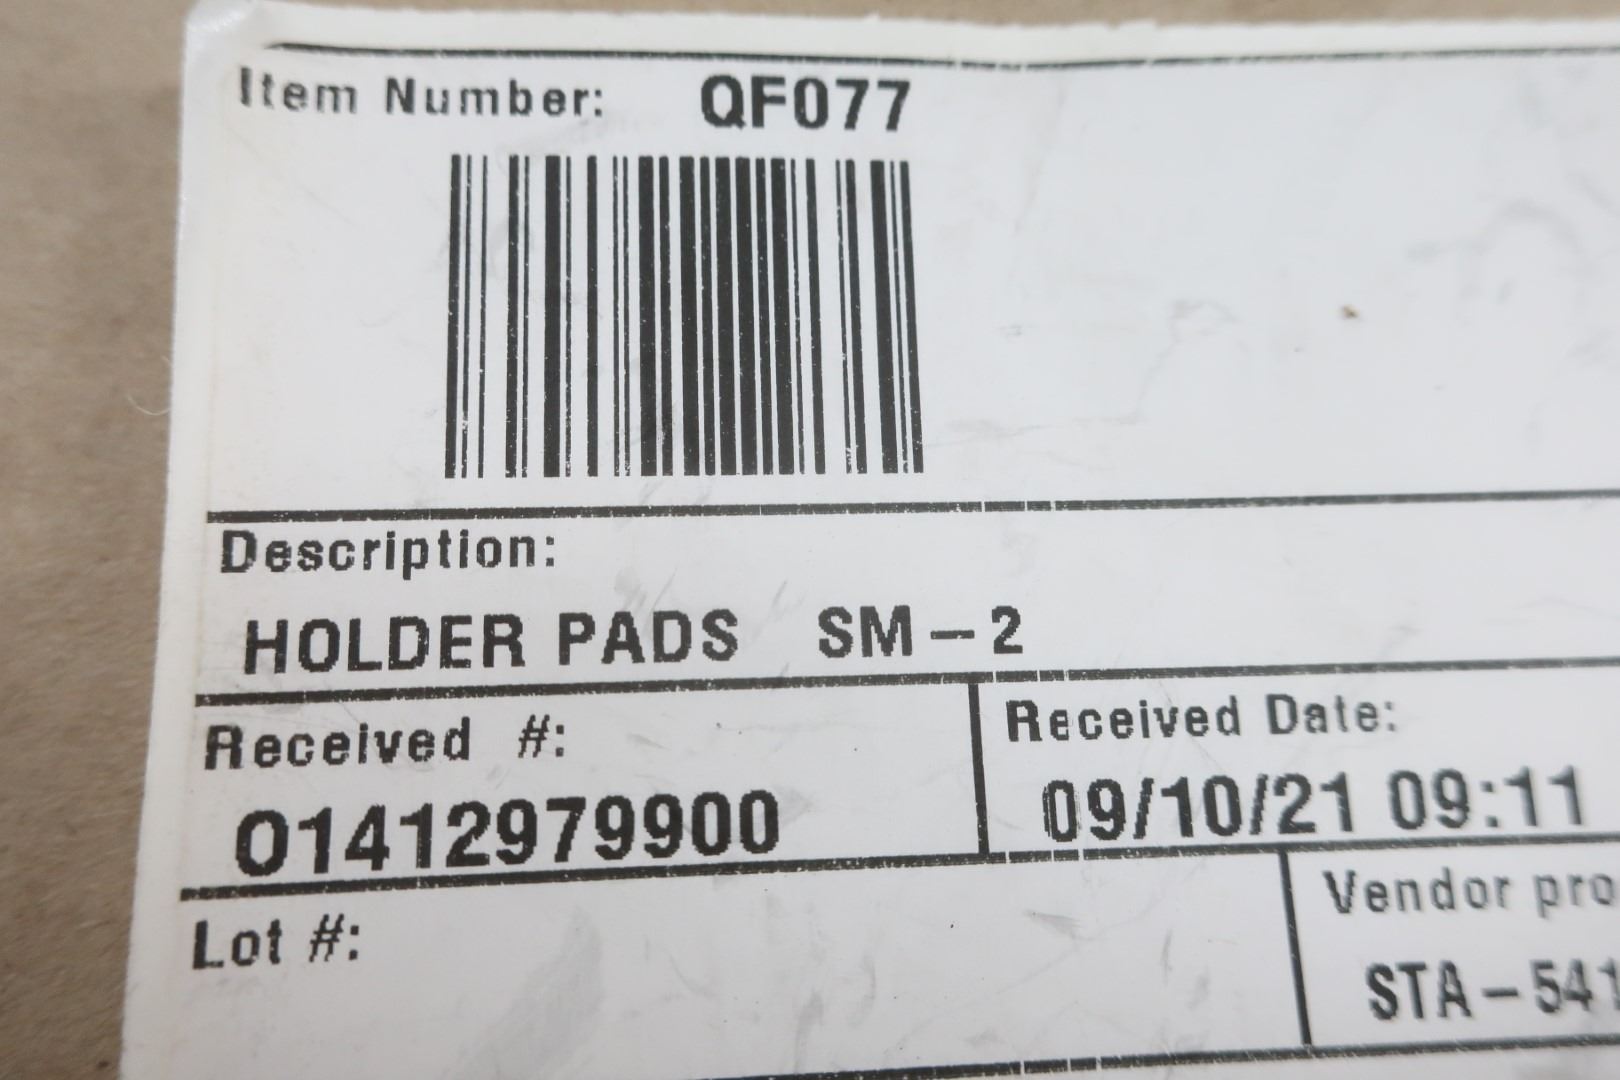 Item Number: QF077
Description:
HOLDER PADS SM-2
Received #: Received Date:
01412979900 09/10/21 09:11
Lot #: Vendor pro
STA-541